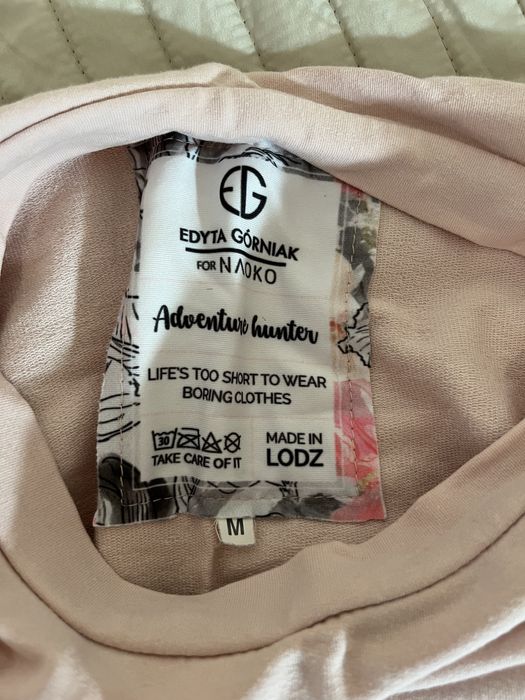 EG
EDYTA GÓRNIAK
FOR NAOKO
Adventure hunter
LIFE'S TOO SHORT TO WEAR
BORING CLOTHES
30
TAKE CARE OF IT
MADE IN
LODZ
M